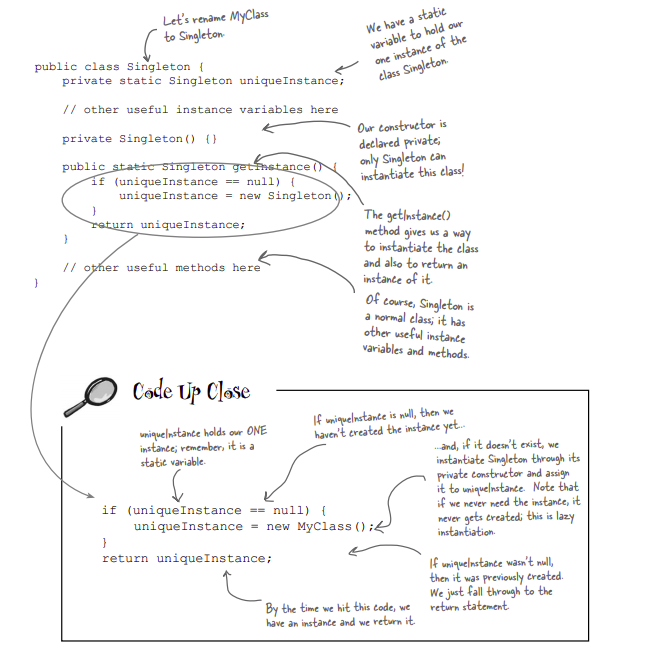 Let's rename MyClass
to Singleton.
We have a static
variable to hold our
one instance of the
class Singleton.
public class Singleton {
private static Singleton uniqueInstance;
// other useful instance variables here
private Singleton() {}
Our constructor is
declared private;
only Singleton can
instantiate this class!
public static Singleton getInstance() {
if (uniqueInstance == null) {
uniqueInstance = new Singleton();
}
return uniqueInstance;
}
The getInstance()
method gives us a way
to instantiate the class
and also to return an
instance of it.
// other useful methods here
}
Of course, Singleton is
a normal class; it has
other useful instance
variables and methods.
Code Up Close
uniqueInstance holds our ONE
instance; remember, it is a
static variable.
If uniqueInstance is null, then we
haven't created the instance yet...
...and, if it doesn't exist, we
instantiate Singleton through its
private constructor and assign
it to uniqueInstance. Note that
if we never need the instance, it
never gets created; this is lazy
instantiation.
if (uniqueInstance == null) {
uniqueInstance = new MyClass();
}
return uniqueInstance;
If uniqueInstance wasn't null,
then it was previously created.
We just fall through to the
return statement.
By the time we hit this code, we
have an instance and we return it.